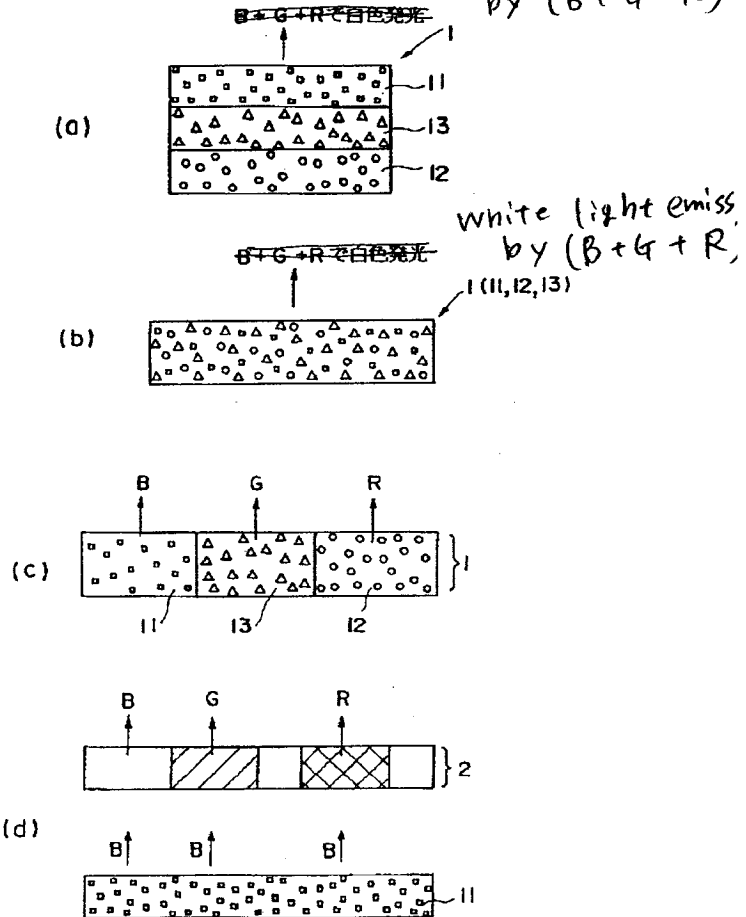 B+G+Rで白色発光
by (B+G
1
11
(a)
13
12
White light emiss
by (B+G+R)
B+G+Rで白色発光
1(11,12,13)
(b)
B G R
(c)
1
11 13 12
B G R
2
(d)
B B B
11